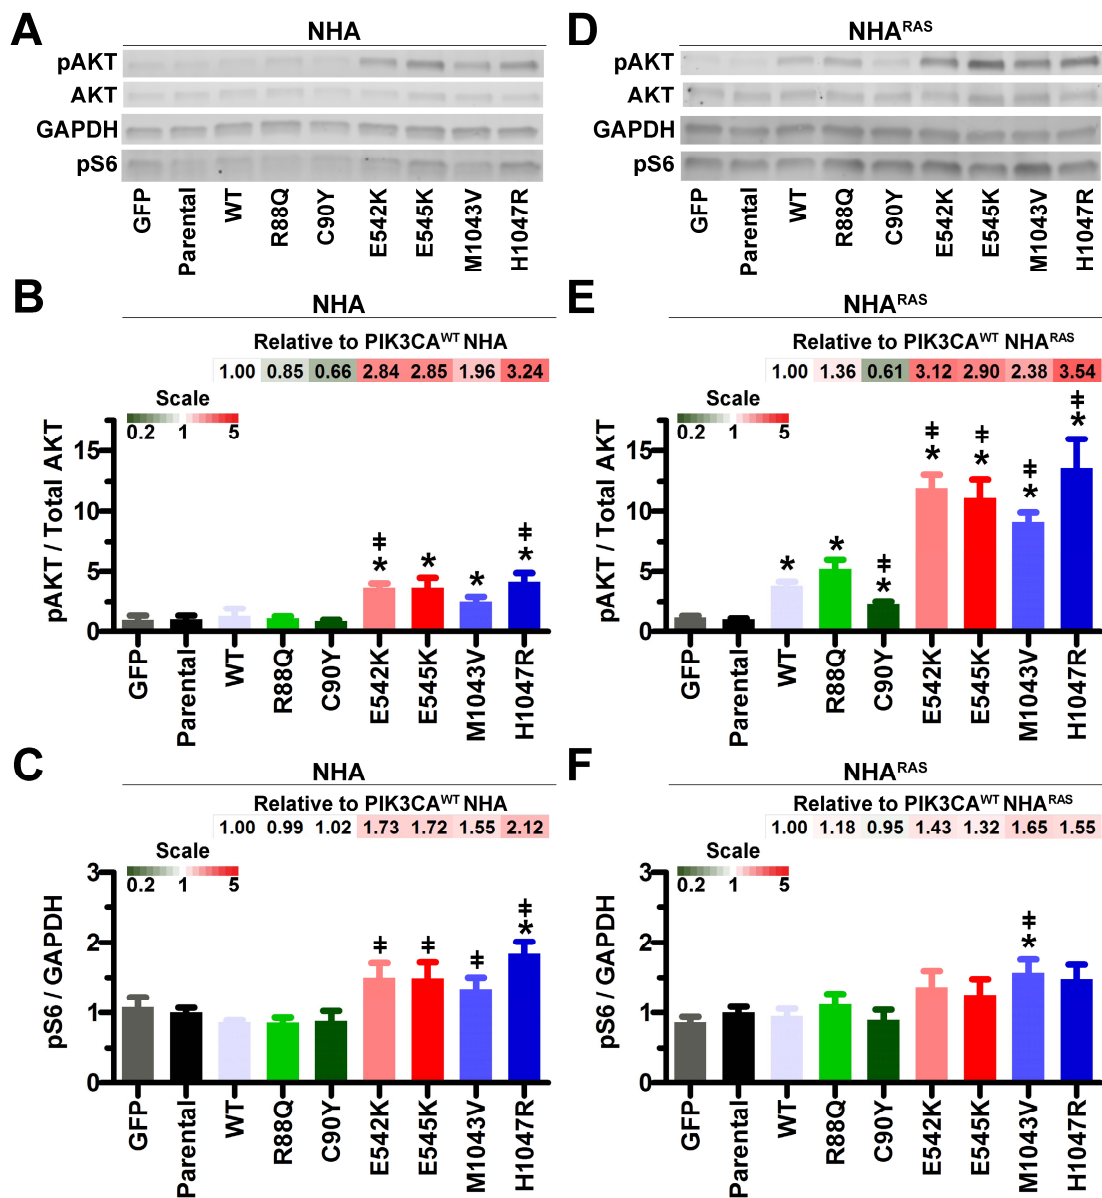 A
NHA
pAKT
AKT
GAPDH
pS6
GFP
Parental
WT
R88Q
C90Y
E542K
E545K
M1043V
H1047R
D
NHA^RAS
pAKT
AKT
GAPDH
pS6
GFP
Parental
WT
R88Q
C90Y
E542K
E545K
M1043V
H1047R
B
NHA
Relative to PIK3CA^WT NHA
1.00 0.85 0.66 2.84 2.85 1.96 3.24
Scale
0.2 1 5
pAKT / Total AKT
15
10
5
0
ǂ
* * * ǂ *
GFP
Parental
WT
R88Q
C90Y
E542K
E545K
M1043V
H1047R
E
NHA^RAS
Relative to PIK3CA^WT NHA^RAS
1.00 1.36 0.61 3.12 2.90 2.38 3.54
Scale
0.2 1 5
pAKT / Total AKT
15
10
5
0
* * ǂ * ǂ * ǂ * ǂ * ǂ *
GFP
Parental
WT
R88Q
C90Y
E542K
E545K
M1043V
H1047R
C
NHA
Relative to PIK3CA^WT NHA
1.00 0.99 1.02 1.73 1.72 1.55 2.12
Scale
0.2 1 5
pS6 / GAPDH
3
2
1
0
ǂ ǂ ǂ ǂ *
GFP
Parental
WT
R88Q
C90Y
E542K
E545K
M1043V
H1047R
F
NHA^RAS
Relative to PIK3CA^WT NHA^RAS
1.00 1.18 0.95 1.43 1.32 1.65 1.55
Scale
0.2 1 5
pS6 / GAPDH
3
2
1
0
ǂ *
GFP
Parental
WT
R88Q
C90Y
E542K
E545K
M1043V
H1047R